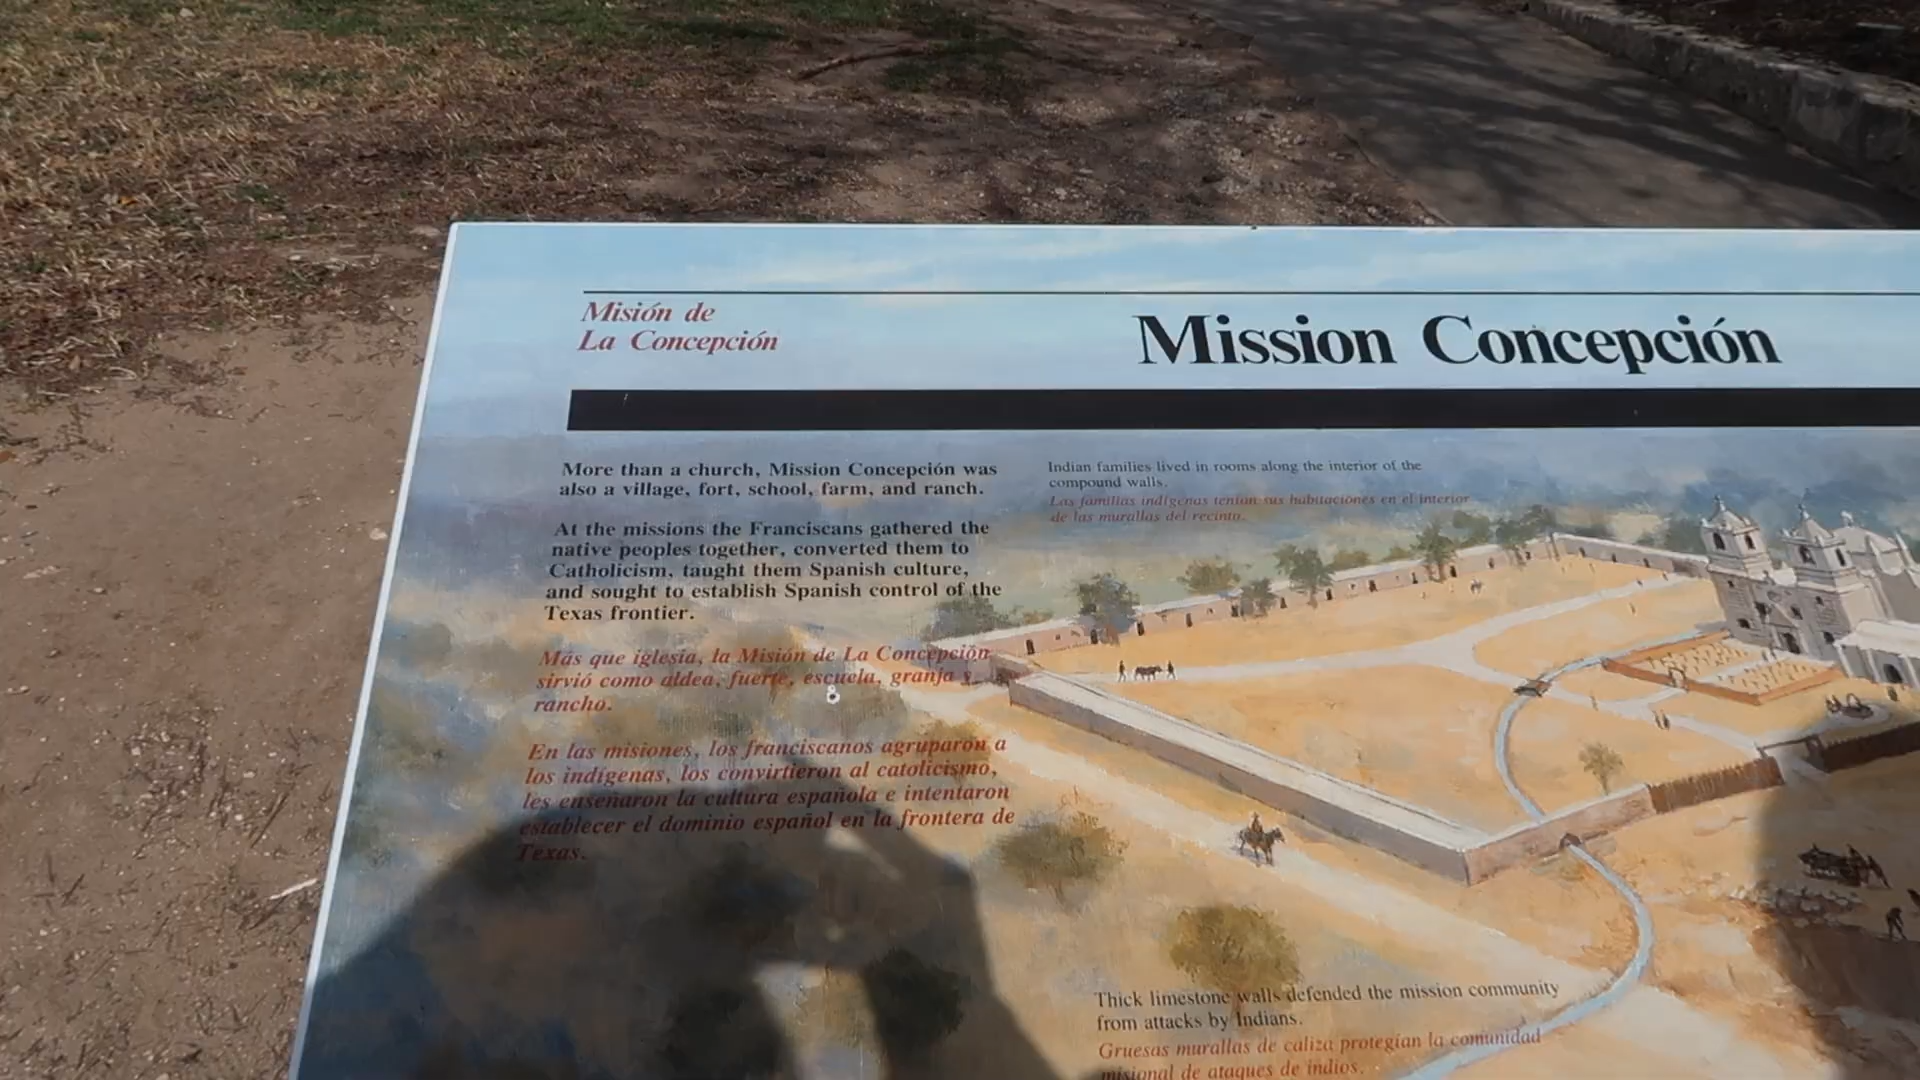 Misión de
La Concepción
Mission Concepción
More than a church, Mission Concepción was
also a village, fort, school, farm, and ranch.
At the missions the Franciscans gathered the
native peoples together, converted them to
Catholicism, taught them Spanish culture,
and sought to establish Spanish control of the
Texas frontier.
Más que iglesia, la Misión de La Concepción
sirvió como aldea, fuerte, escuela, granja y
rancho.
En las misiones, los franciscanos agruparon a
los indígenas, los convirtieron al catolicismo,
les enseñaron la cultura española e intentaron
establecer el dominio español en la frontera de
Texas.
Indian families lived in rooms along the interior of the
compound walls.
Las familias indígenas tenían sus habitaciones en el interior
de las murallas del recinto.
Thick limestone walls defended the mission community
from attacks by Indians.
Gruesas murallas de caliza protegían la comunidad
misional de ataques de indios.